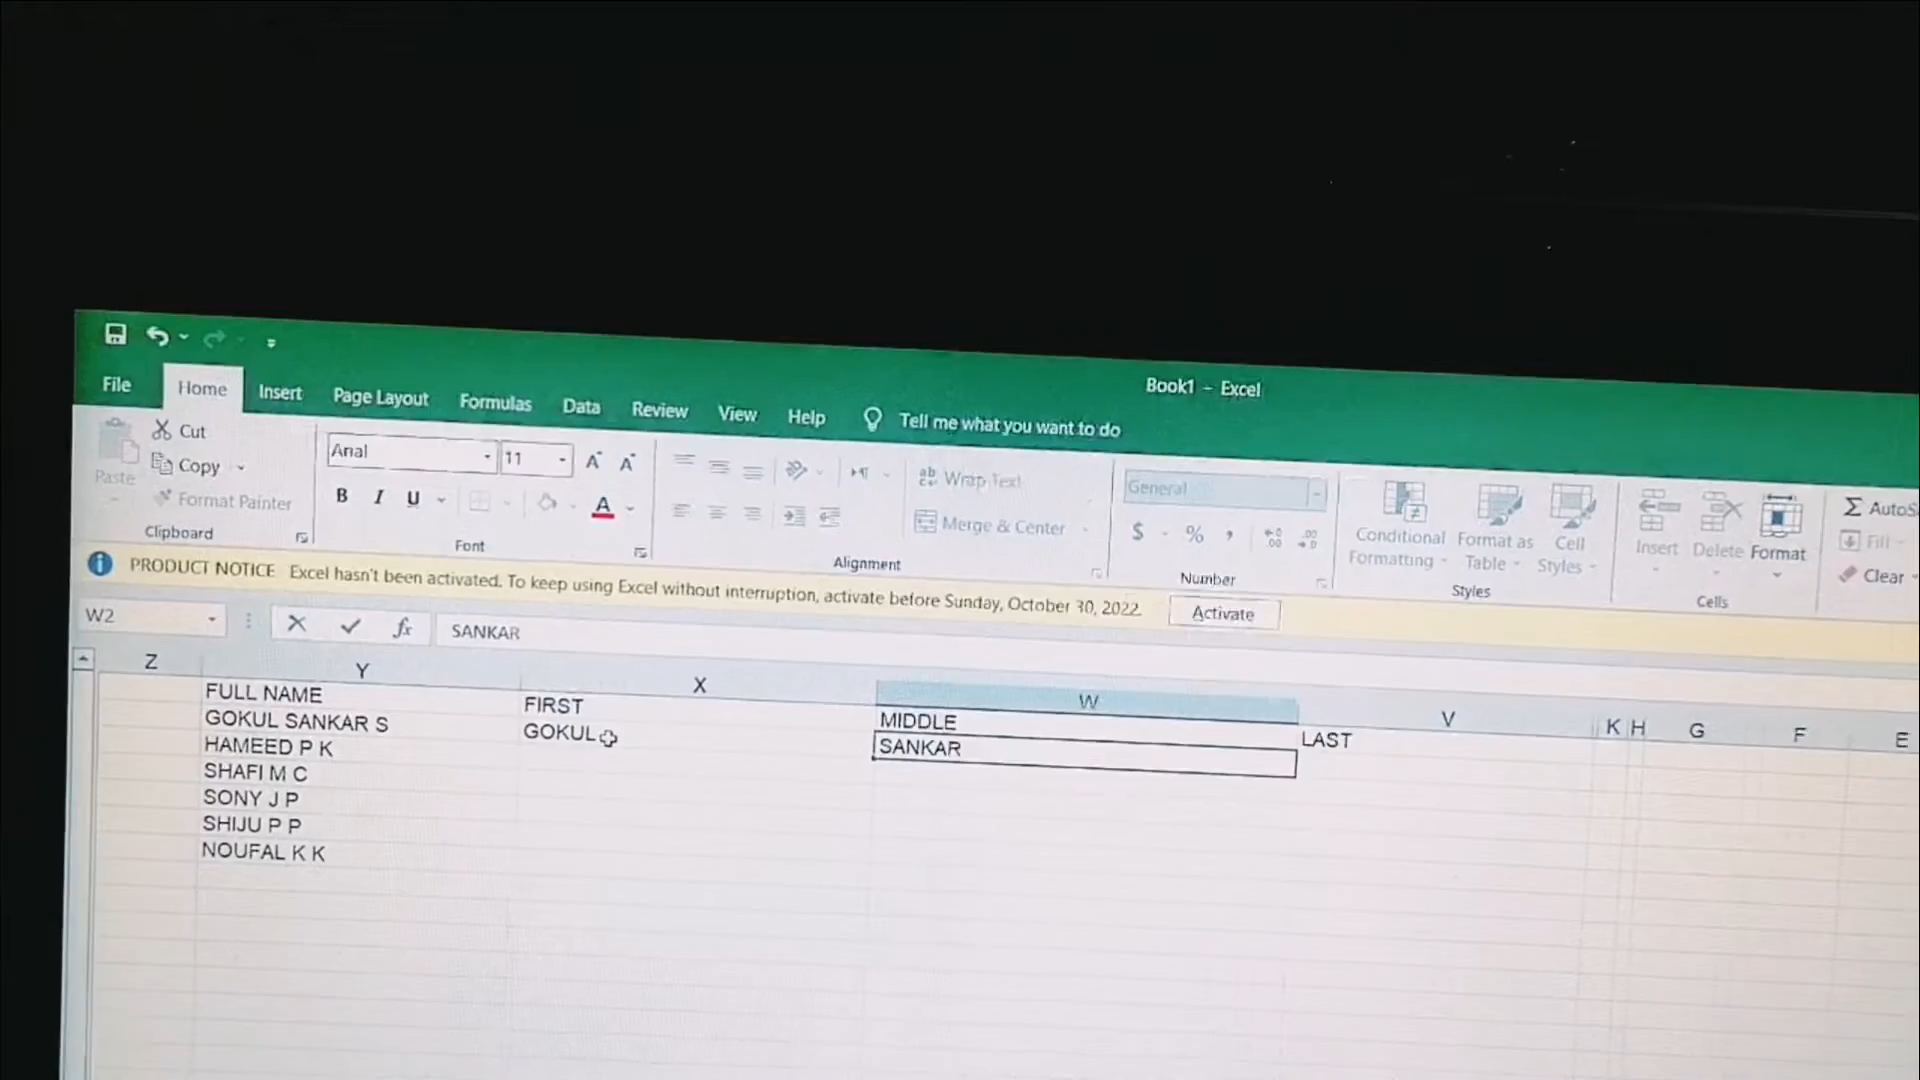 Book1 - Excel
File Home Insert Page Layout Formulas Data Review View Help Tell me what you want to do
Paste
Cut
Copy
Format Painter
Clipboard
Arial 11
B I U
Font
Wrap Text
Merge & Center
Alignment
General
$ % ,
Number
Conditional Formatting
Format as Table
Cell Styles
Styles
Insert Delete Format
Cells
Σ AutoS
Fill
Clear
PRODUCT NOTICE Excel hasn't been activated. To keep using Excel without interruption, activate before Sunday, October 30, 2022. Activate
W2 fx SANKAR
Z Y X W V K H G F E
FULL NAME FIRST MIDDLE LAST
GOKUL SANKAR S GOKUL SANKAR
HAMEED P K
SHAFI M C
SONY J P
SHIJU P P
NOUFAL K K